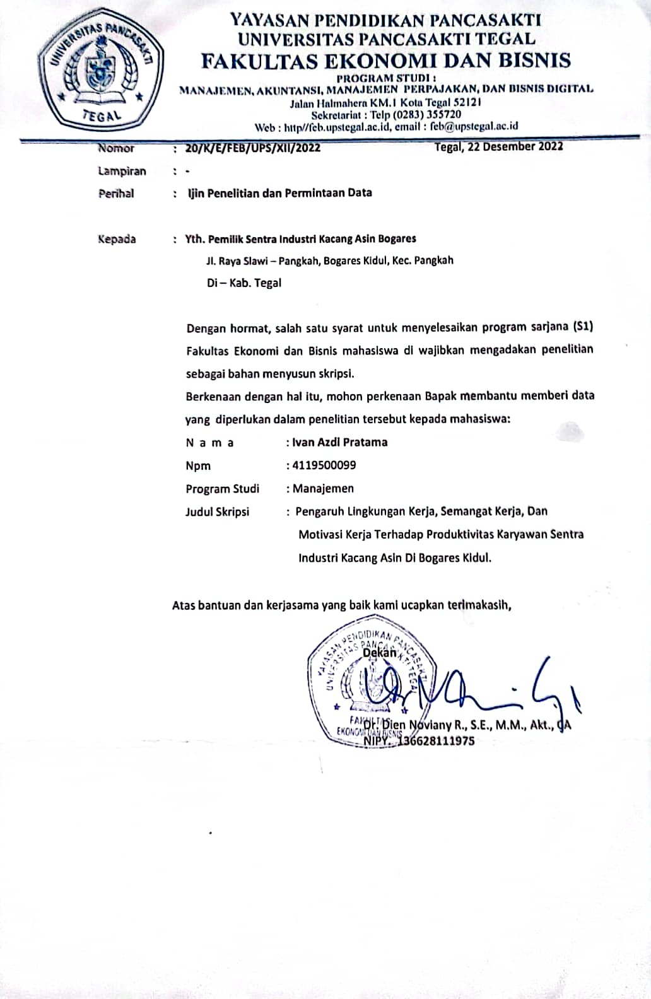 UNIVERSITAS PANCASAKTI
TEGAL
YAYASAN PENDIDIKAN PANCASAKTI
UNIVERSITAS PANCASAKTI TEGAL
FAKULTAS EKONOMI DAN BISNIS
PROGRAM STUDI :
MANAJEMEN, AKUNTANSI, MANAJEMEN PERPAJAKAN, DAN BISNIS DIGITAL
Jalan Halmahera KM.1 Kota Tegal 52121
Sekretariat : Telp (0283) 355720
Web : http//feb.upstegal.ac.id, email : feb@upstegal.ac.id
Nomor : 20/K/E/FEB/UPS/XII/2022 Tegal, 22 Desember 2022
Lampiran : -
Perihal : Ijin Penelitian dan Permintaan Data
Kepada : Yth. Pemilik Sentra Industri Kacang Asin Bogares
Jl. Raya Slawi – Pangkah, Bogares Kidul, Kec. Pangkah
Di – Kab. Tegal
Dengan hormat, salah satu syarat untuk menyelesaikan program sarjana (S1)
Fakultas Ekonomi dan Bisnis mahasiswa di wajibkan mengadakan penelitian
sebagai bahan menyusun skripsi.
Berkenaan dengan hal itu, mohon perkenaan Bapak membantu memberi data
yang diperlukan dalam penelitian tersebut kepada mahasiswa:
N a m a : Ivan Azdi Pratama
Npm : 4119500099
Program Studi : Manajemen
Judul Skripsi : Pengaruh Lingkungan Kerja, Semangat Kerja, Dan
Motivasi Kerja Terhadap Produktivitas Karyawan Sentra
Industri Kacang Asin Di Bogares Kidul.
Atas bantuan dan kerjasama yang baik kami ucapkan terimakasih,
YAYASAN PENDIDIKAN PANCASAKTI
UNIVERSITAS PANCASAKTI TEGAL
Dekan
FAKULTAS
EKONOMI DAN BISNIS
Dr. Dien Noviany R., S.E., M.M., Akt., CA
NIPY. 136628111975